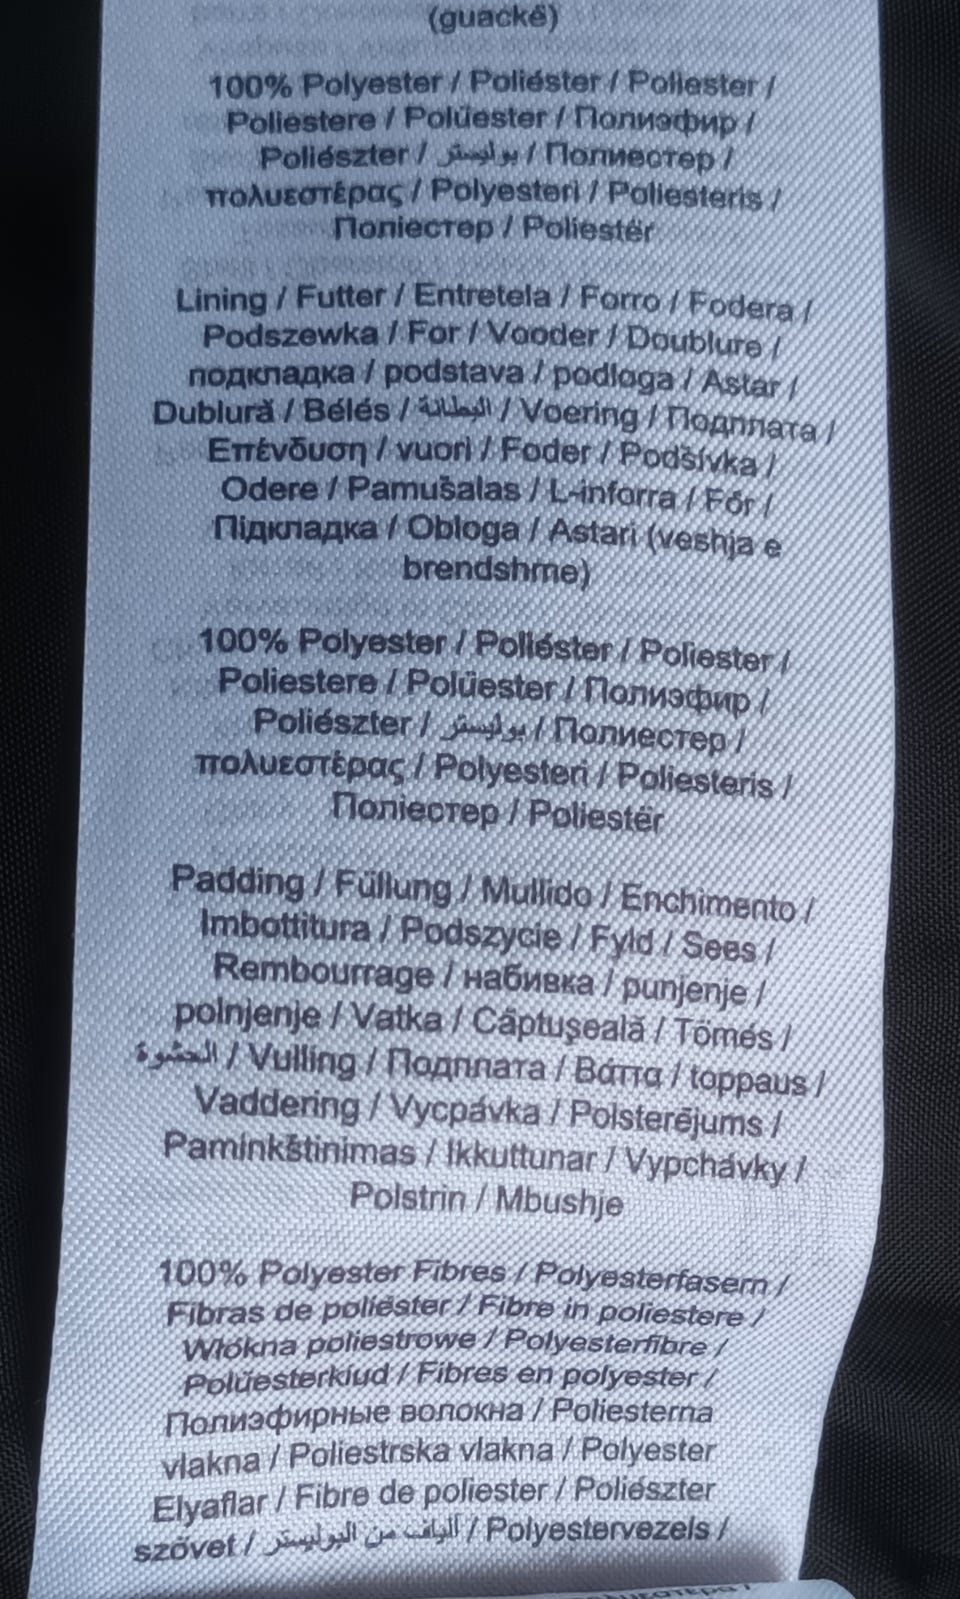 (guackë)
100% Polyester / Poliéster / Poliester /
Poliestere / Polüester / Полиэфир /
Poliészter / بوليستر / Полиестер /
πολυεστέρας / Polyesteri / Poliesteris /
Поліестер / Poliestër
Lining / Futter / Entretela / Forro / Fodera /
Podszewka / For / Vooder / Doublure /
подкладка / podstava / podloga / Astar /
Dublură / Bélés / البطانة / Voering / Подплата /
Επένδυση / vuori / Foder / Podšívka /
Odere / Pamušalas / L-inforra / Fór /
Підкладка / Obloga / Astari (veshja e
brendshme)
100% Polyester / Poliéster / Poliester /
Poliestere / Polüester / Полиэфир /
Poliészter / بوليستر / Полиестер /
πολυεστέρας / Polyesteri / Poliesteris /
Поліестер / Poliestër
Padding / Füllung / Mullido / Enchimento /
Imbottitura / Podszycie / Fyld / Sees /
Rembourrage / набивка / punjenje /
polnjenje / Vatka / Căptuşeală / Tömés /
الحشوة / Vulling / Подплата / Βάττα / toppaus /
Vaddering / Vycpávka / Polsterējums /
Paminkštinimas / Ikkuttunar / Vypchávky /
Polstrin / Mbushje
100% Polyester Fibres / Polyesterfasern /
Fibras de poliéster / Fibre in poliestere /
Włókna poliestrowe / Polyesterfibre /
Polüesterkiud / Fibres en polyester /
Полиэфирные волокна / Poliesterna
vlakna / Poliestrska vlakna / Polyester
Elyaflar / Fibre de poliester / Poliészter
szövet / ألياف من البوليستر / Polyestervezels /